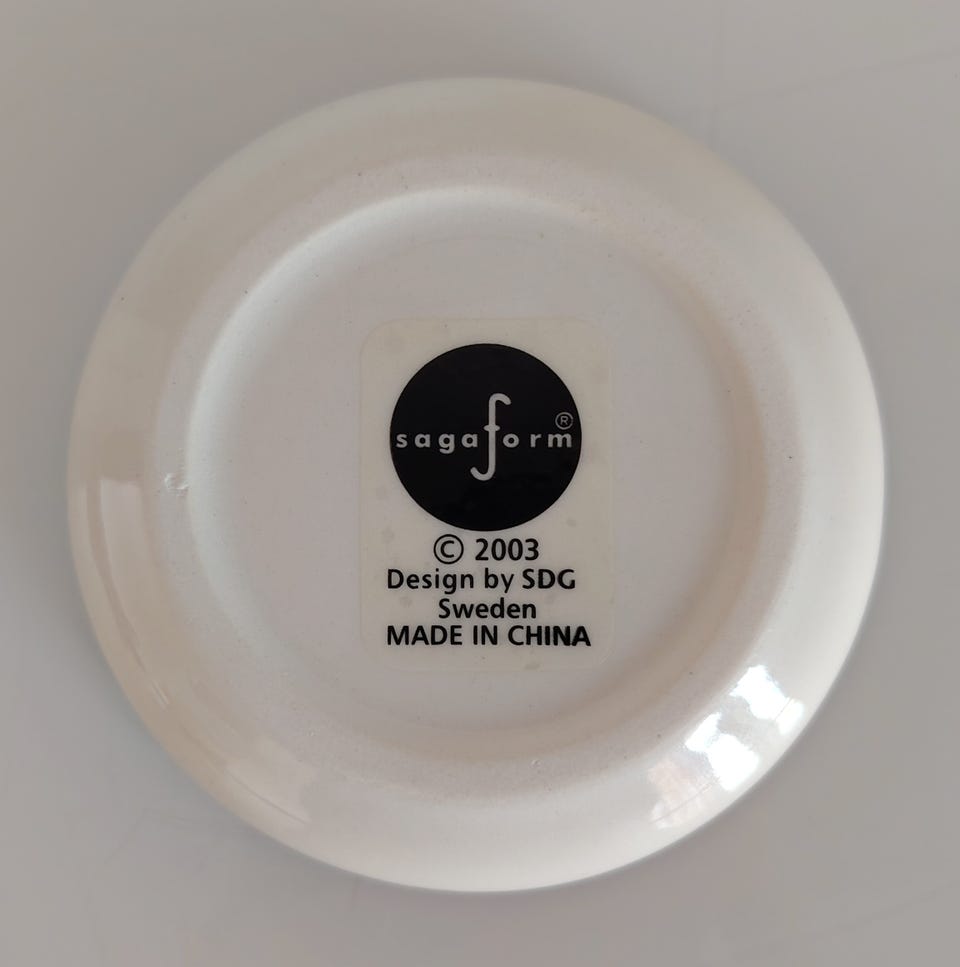 sagaform®
© 2003
Design by SDG
Sweden
MADE IN CHINA